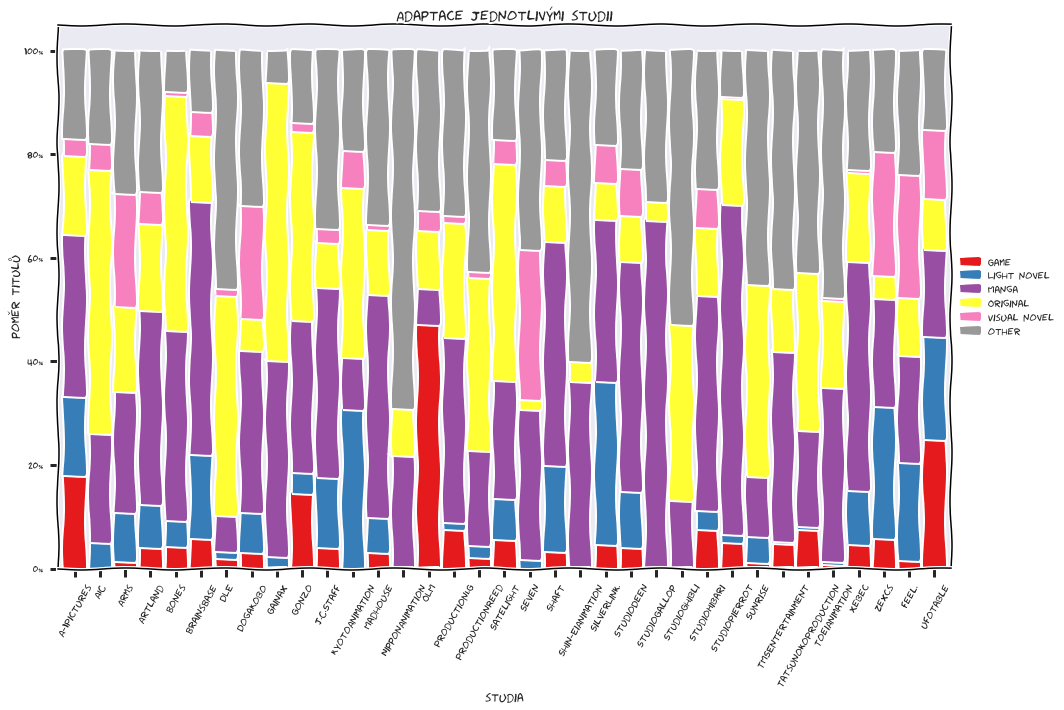 ADAPTACE JEDNOTLIVÝMI STUDII
100%
80%
60%
40%
20%
0%
POMĚR TITULŮ
GAME
LIGHT NOVEL
MANGA
ORIGINAL
VISUAL NOVEL
OTHER
A-1PICTURES
AIC
ARMS
ARTLAND
BONES
BRAINSBASE
DLE
DOGAKOBO
GAINAX
GONZO
J.C.STAFF
KYOTOANIMATION
MADHOUSE
NIPPONANIMATION
OLM
PRODUCTIONIG
PRODUCTIONREED
SATELIGHT
SEVEN
SHAFT
SHIN-EIANIMATION
SILVERLINK.
STUDIODEEN
STUDIOGALLOP
STUDIOGHIBLI
STUDIOHIBARI
STUDIOPIERROT
SUNRISE
TMSENTERTAINMENT
TATSUNOKOPRODUCTION
TOEIANIMATION
XEBEC
ZEXCS
FEEL.
UFOTABLE
STUDIA